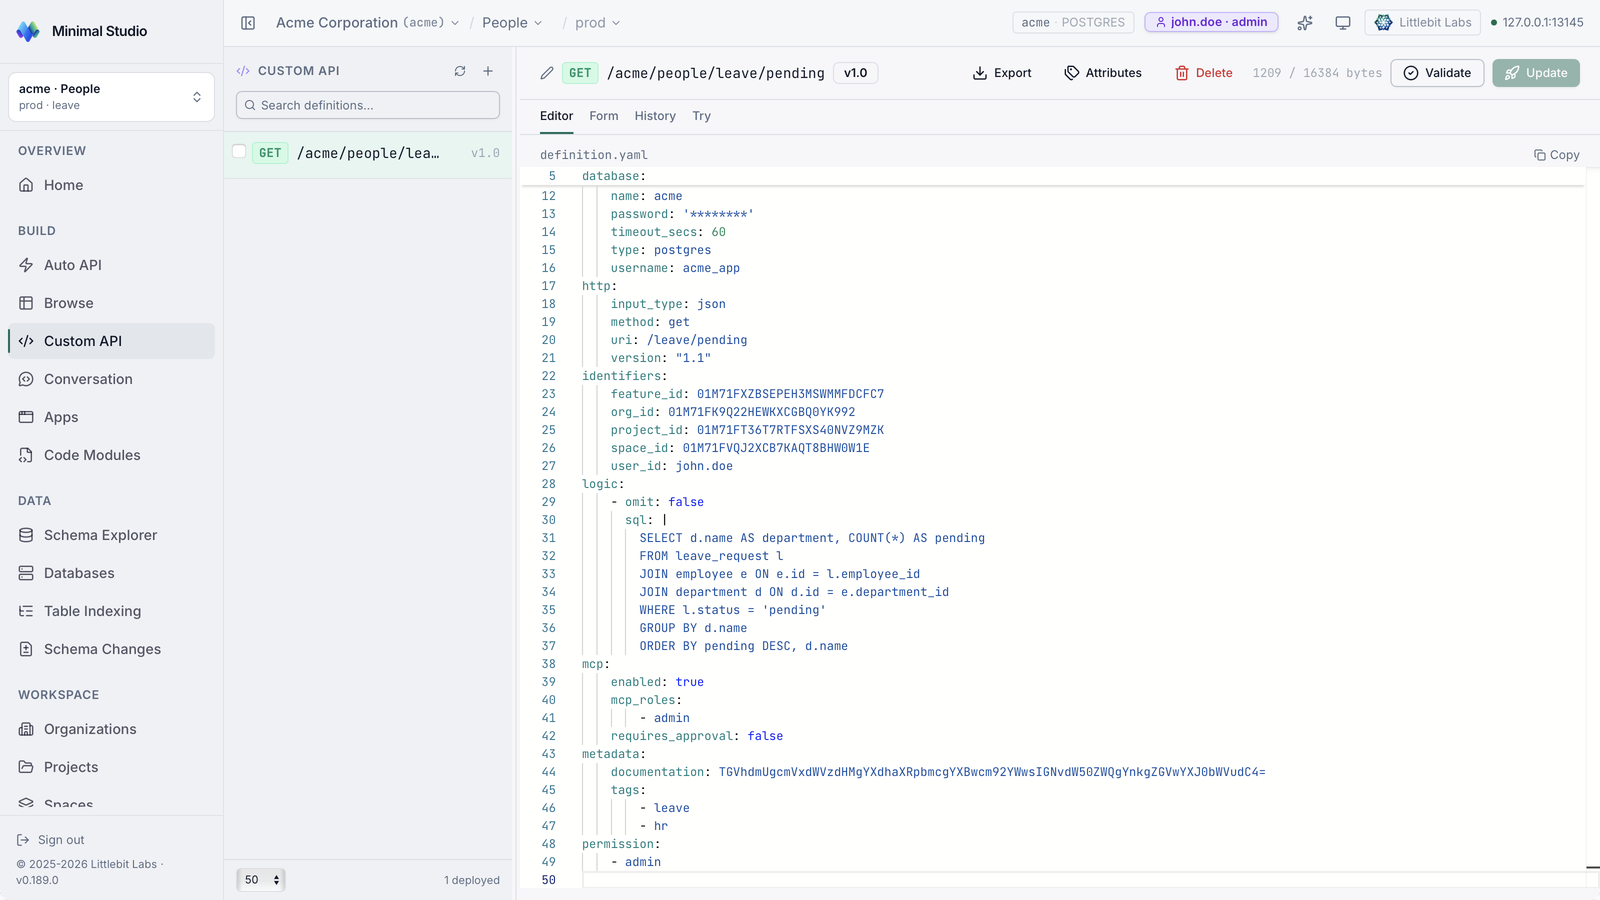 Minimal Studio
acme · People
prod · leave
OVERVIEW
Home
BUILD
Auto API
Browse
Custom API
Conversation
Apps
Code Modules
DATA
Schema Explorer
Databases
Table Indexing
Schema Changes
WORKSPACE
Organizations
Projects
Spaces
Sign out
© 2025-2026 Littlebit Labs ·
v0.189.0
Acme Corporation (acme) / People / prod
acme · POSTGRES
john.doe · admin
Littlebit Labs
127.0.0.1:13145
CUSTOM API
Search definitions...
GET /acme/people/lea… v1.0
50
1 deployed
GET /acme/people/leave/pending v1.0
Export
Attributes
Delete
1209 / 16384 bytes
Validate
Update
Editor Form History Try
definition.yaml
Copy
5 database:
12 name: acme
13 password: '********'
14 timeout_secs: 60
15 type: postgres
16 username: acme_app
17 http:
18 input_type: json
19 method: get
20 uri: /leave/pending
21 version: "1.1"
22 identifiers:
23 feature_id: 01M71FXZBSEPEH3MSWMMFDCFC7
24 org_id: 01M71FK9Q22HEWKXCGBQ0YK992
25 project_id: 01M71FT36T7RTFSXS40NVZ9MZK
26 space_id: 01M71FVQJ2XCB7KAQT8BHW0W1E
27 user_id: john.doe
28 logic:
29 - omit: false
30 sql: |
31 SELECT d.name AS department, COUNT(*) AS pending
32 FROM leave_request l
33 JOIN employee e ON e.id = l.employee_id
34 JOIN department d ON d.id = e.department_id
35 WHERE l.status = 'pending'
36 GROUP BY d.name
37 ORDER BY pending DESC, d.name
38 mcp:
39 enabled: true
40 mcp_roles:
41 - admin
42 requires_approval: false
43 metadata:
44 documentation: TGVhdmUgcmVxdWVzdHMgYXdhaXRpbmcgYXBwcm92YWwsIGNvdW50ZWQgYnkgZGVwYXJ0bWVudC4=
45 tags:
46 - leave
47 - hr
48 permission:
49 - admin
50